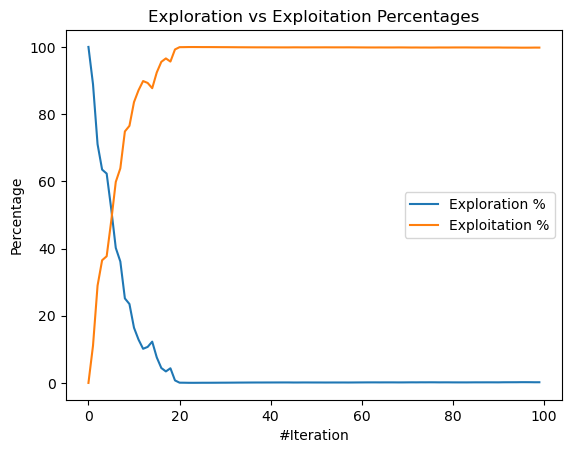 Exploration vs Exploitation Percentages
100
80
60
40
20
0
Percentage
Exploration %
Exploitation %
0 20 40 60 80 100
#Iteration